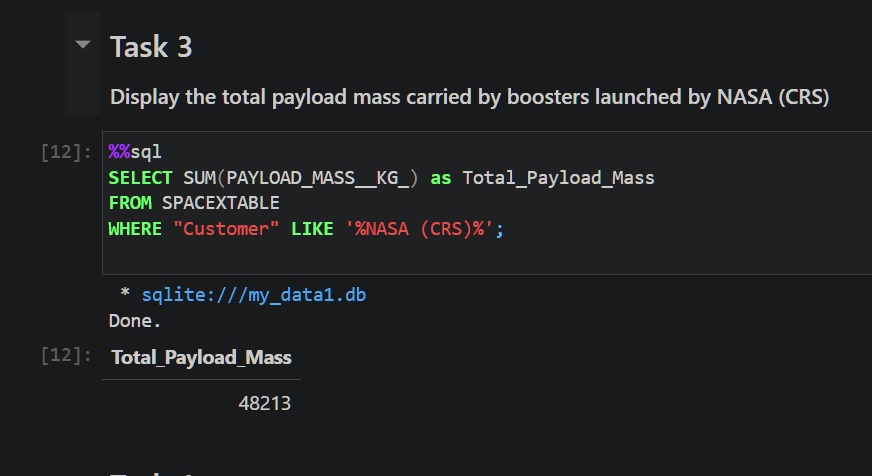 Task 3
Display the total payload mass carried by boosters launched by NASA (CRS)
[12]: %%sql
SELECT SUM(PAYLOAD_MASS__KG_) as Total_Payload_Mass
FROM SPACEXTABLE
WHERE "Customer" LIKE '%NASA (CRS)%';
* sqlite:///my_data1.db
Done.
[12]: Total_Payload_Mass
48213